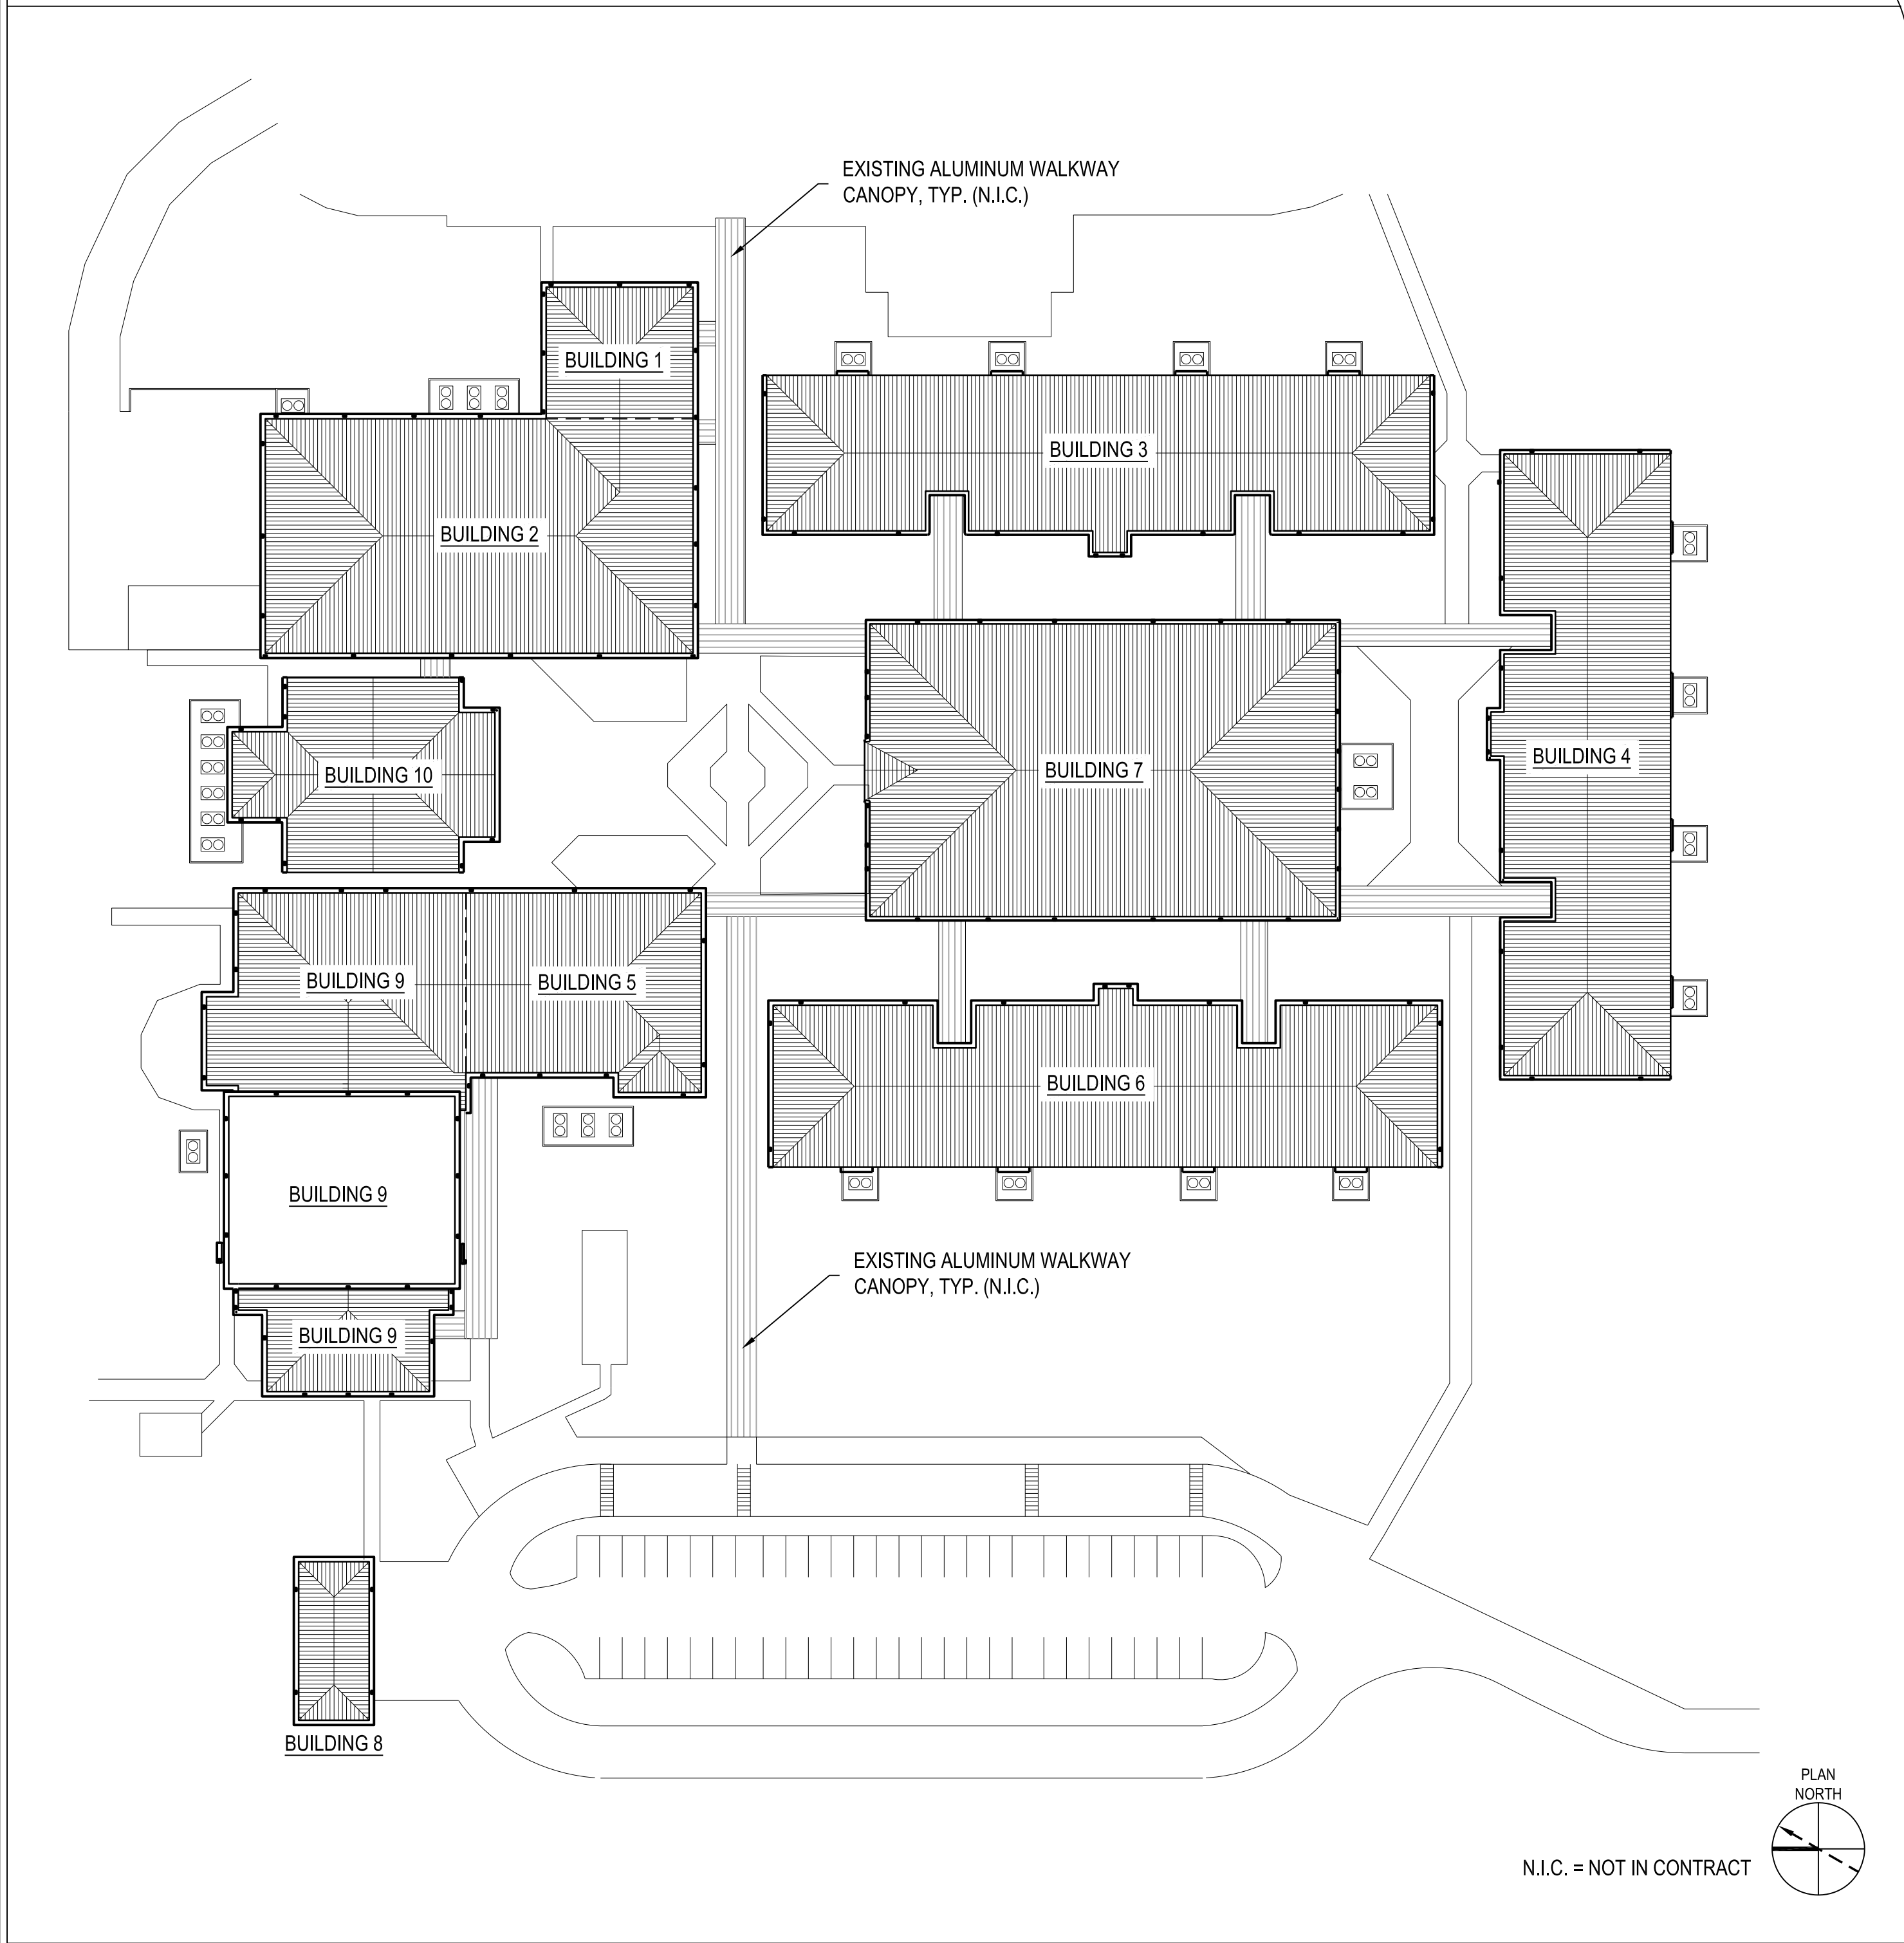 EXISTING ALUMINUM WALKWAY
CANOPY, TYP. (N.I.C.)
BUILDING 1
BUILDING 3
BUILDING 2
BUILDING 4
BUILDING 7
BUILDING 10
BUILDING 9
BUILDING 5
BUILDING 6
BUILDING 9
EXISTING ALUMINUM WALKWAY
CANOPY, TYP. (N.I.C.)
BUILDING 9
BUILDING 8
PLAN
NORTH
N.I.C. = NOT IN CONTRACT